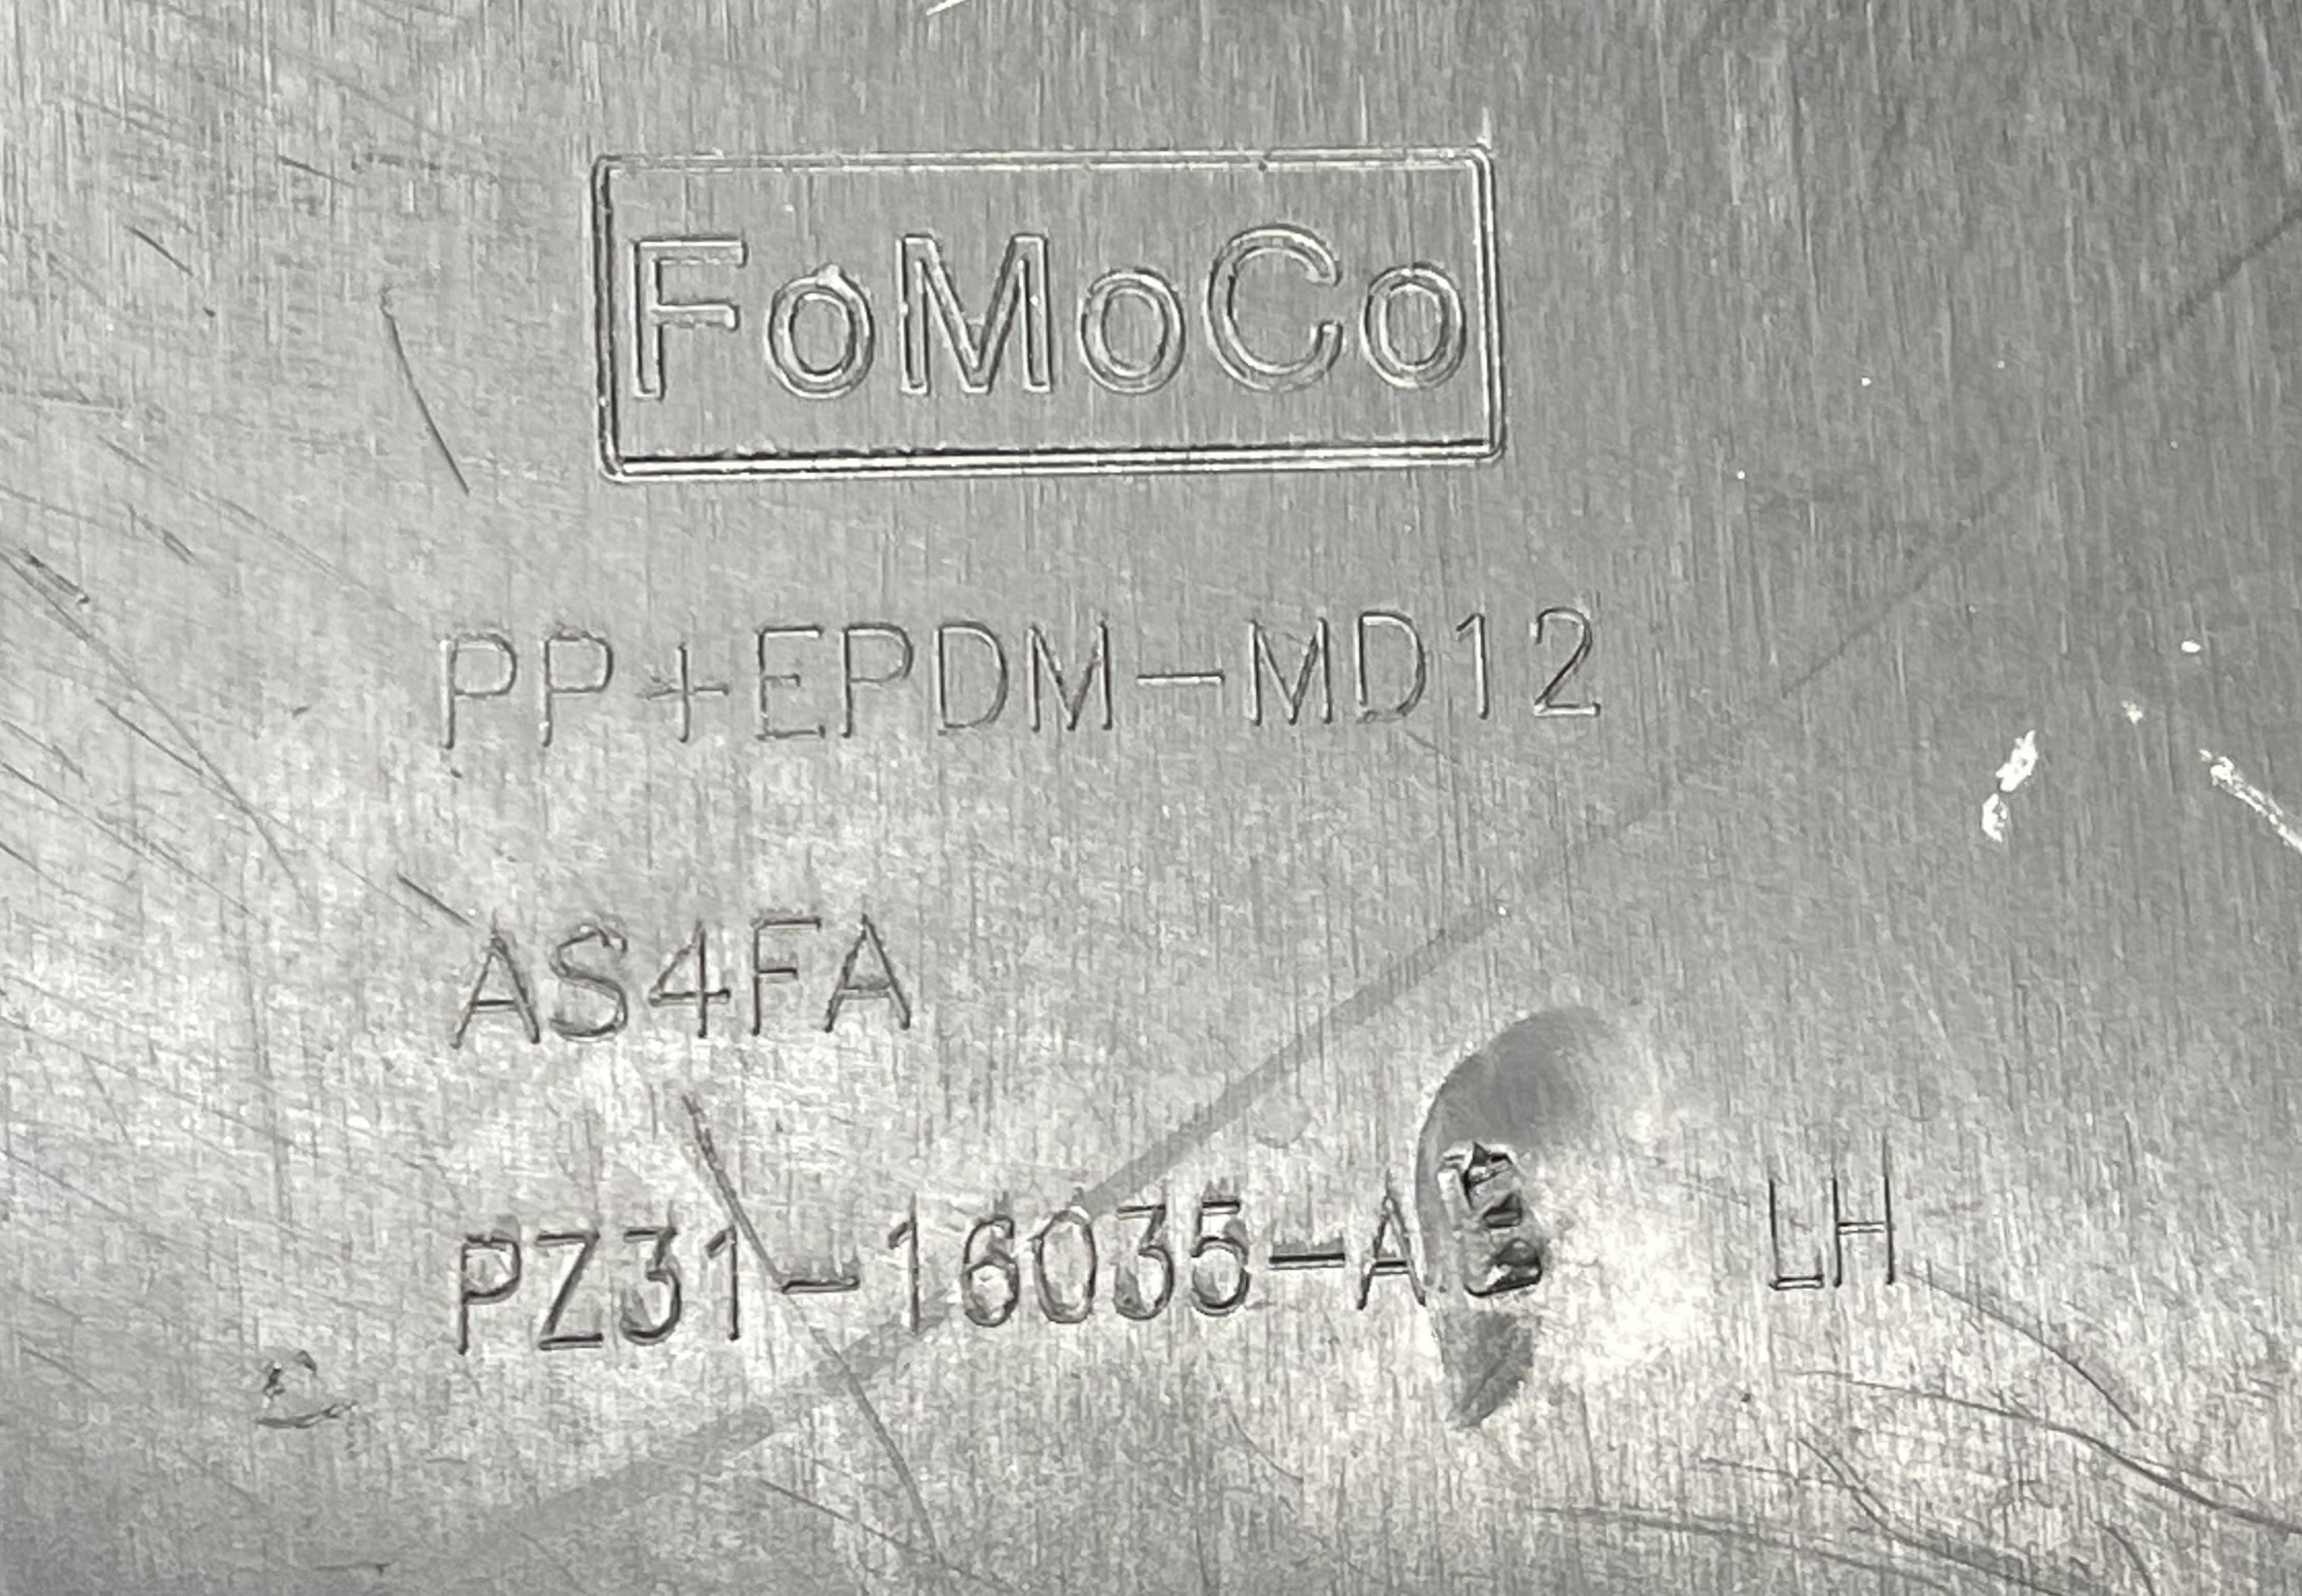 FoMoCo
PP+EPDM-MD12
AS4FA
PZ31-16035-A LH